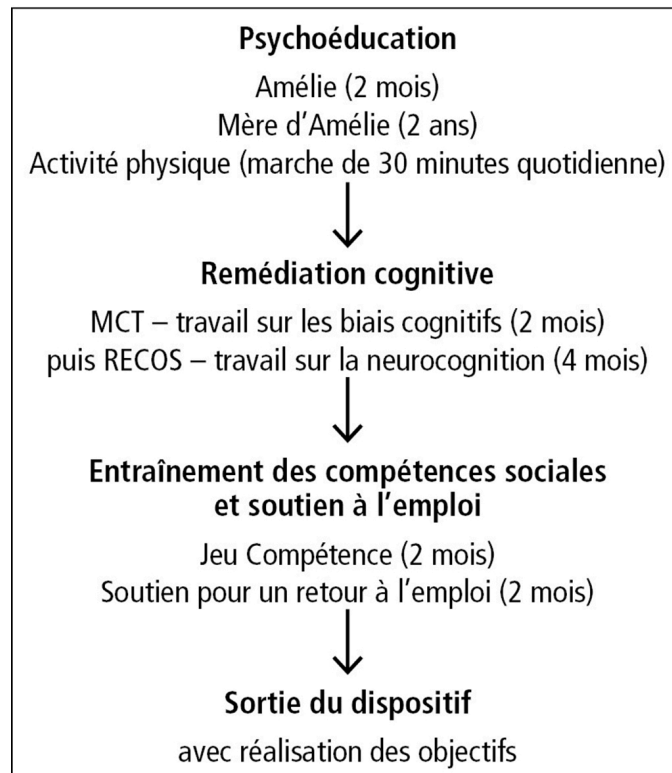 Psychoéducation
Amélie (2 mois)
Mère d’Amélie (2 ans)
Activité physique (marche de 30 minutes quotidienne)
Remédiation cognitive
MCT – travail sur les biais cognitifs (2 mois)
puis RECOS – travail sur la neurocognition (4 mois)
Entraînement des compétences sociales
et soutien à l’emploi
Jeu Compétence (2 mois)
Soutien pour un retour à l’emploi (2 mois)
Sortie du dispositif
avec réalisation des objectifs